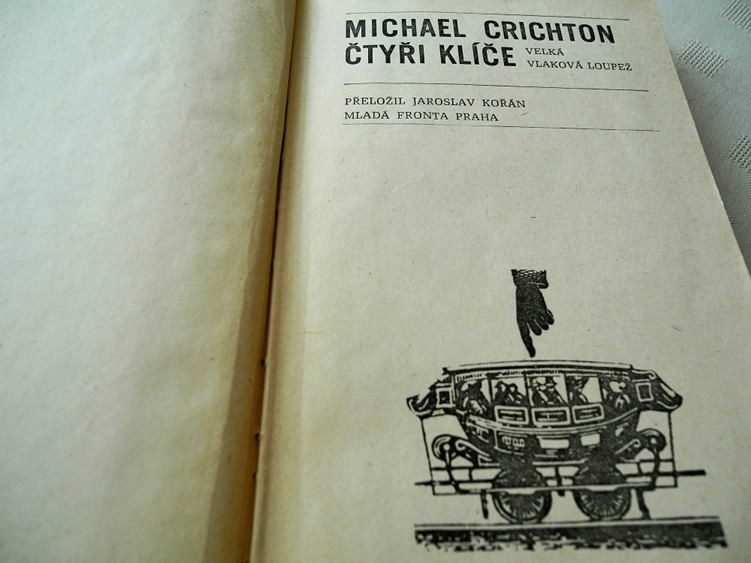 MICHAEL CRICHTON
ČTYŘI KLÍČE VELKÁ
VLAKOVÁ LOUPEŽ
PŘELOŽIL JAROSLAV KOŘÁN
MLADÁ FRONTA PRAHA